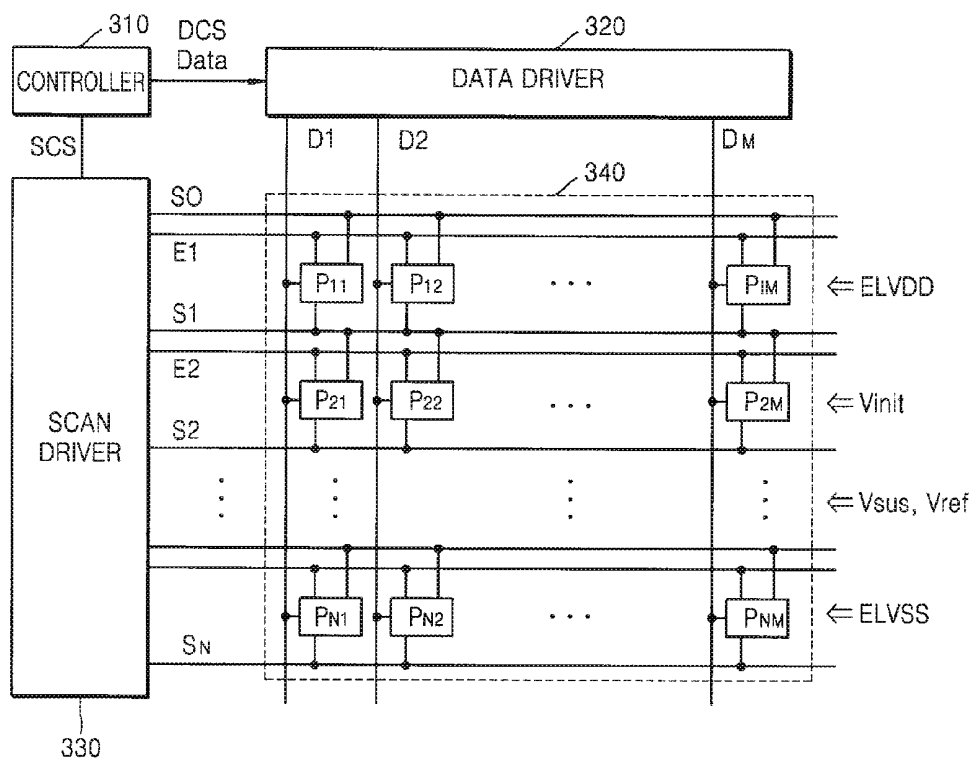 310
DCS
Data
320
CONTROLLER
DATA DRIVER
SCS
D1 D2 DM
340
SO
E1
P11 P12 ... P1M
⇐ ELVDD
S1
E2
P21 P22 ... P2M
⇐ Vinit
SCAN
DRIVER
S2
⇐ Vsus, Vref
PN1 PN2 ... PNM
⇐ ELVSS
SN
330